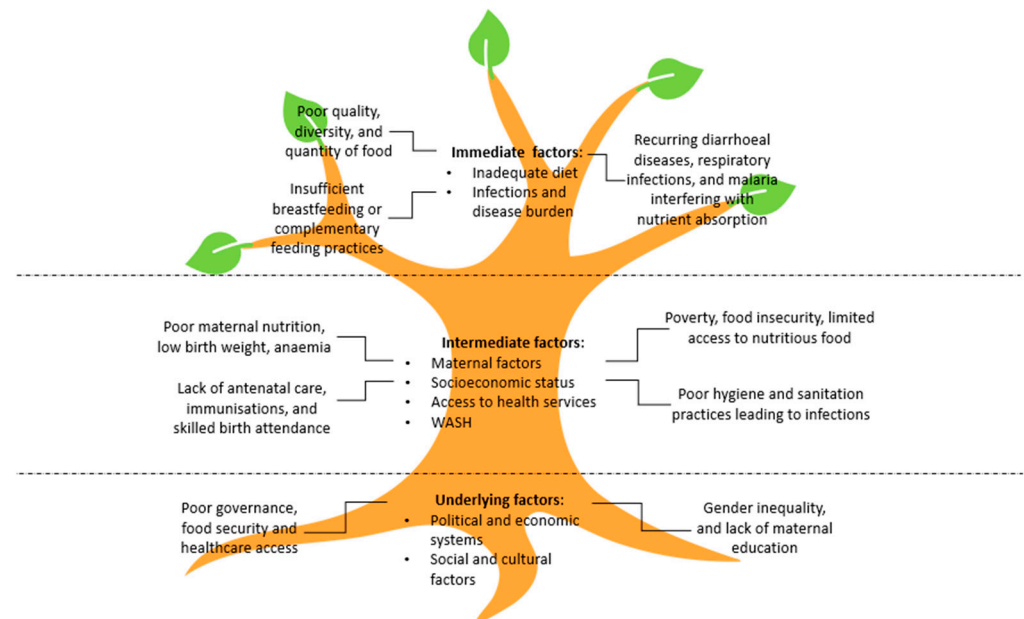 Poor quality,
diversity, and
quantity of food
Insufficient
breastfeeding or
complementary
feeding practices
Immediate factors:
• Inadequate diet
• Infections and
disease burden
Recurring diarrhoeal
diseases, respiratory
infections, and malaria
interfering with
nutrient absorption
Poor maternal nutrition,
low birth weight, anaemia
Lack of antenatal care,
immunisations, and
skilled birth attendance
Intermediate factors:
• Maternal factors
• Socioeconomic status
• Access to health services
• WASH
Poverty, food insecurity, limited
access to nutritious food
Poor hygiene and sanitation
practices leading to infections
Poor governance,
food security and
healthcare access
Underlying factors:
• Political and economic
systems
• Social and cultural
factors
Gender inequality,
and lack of maternal
education